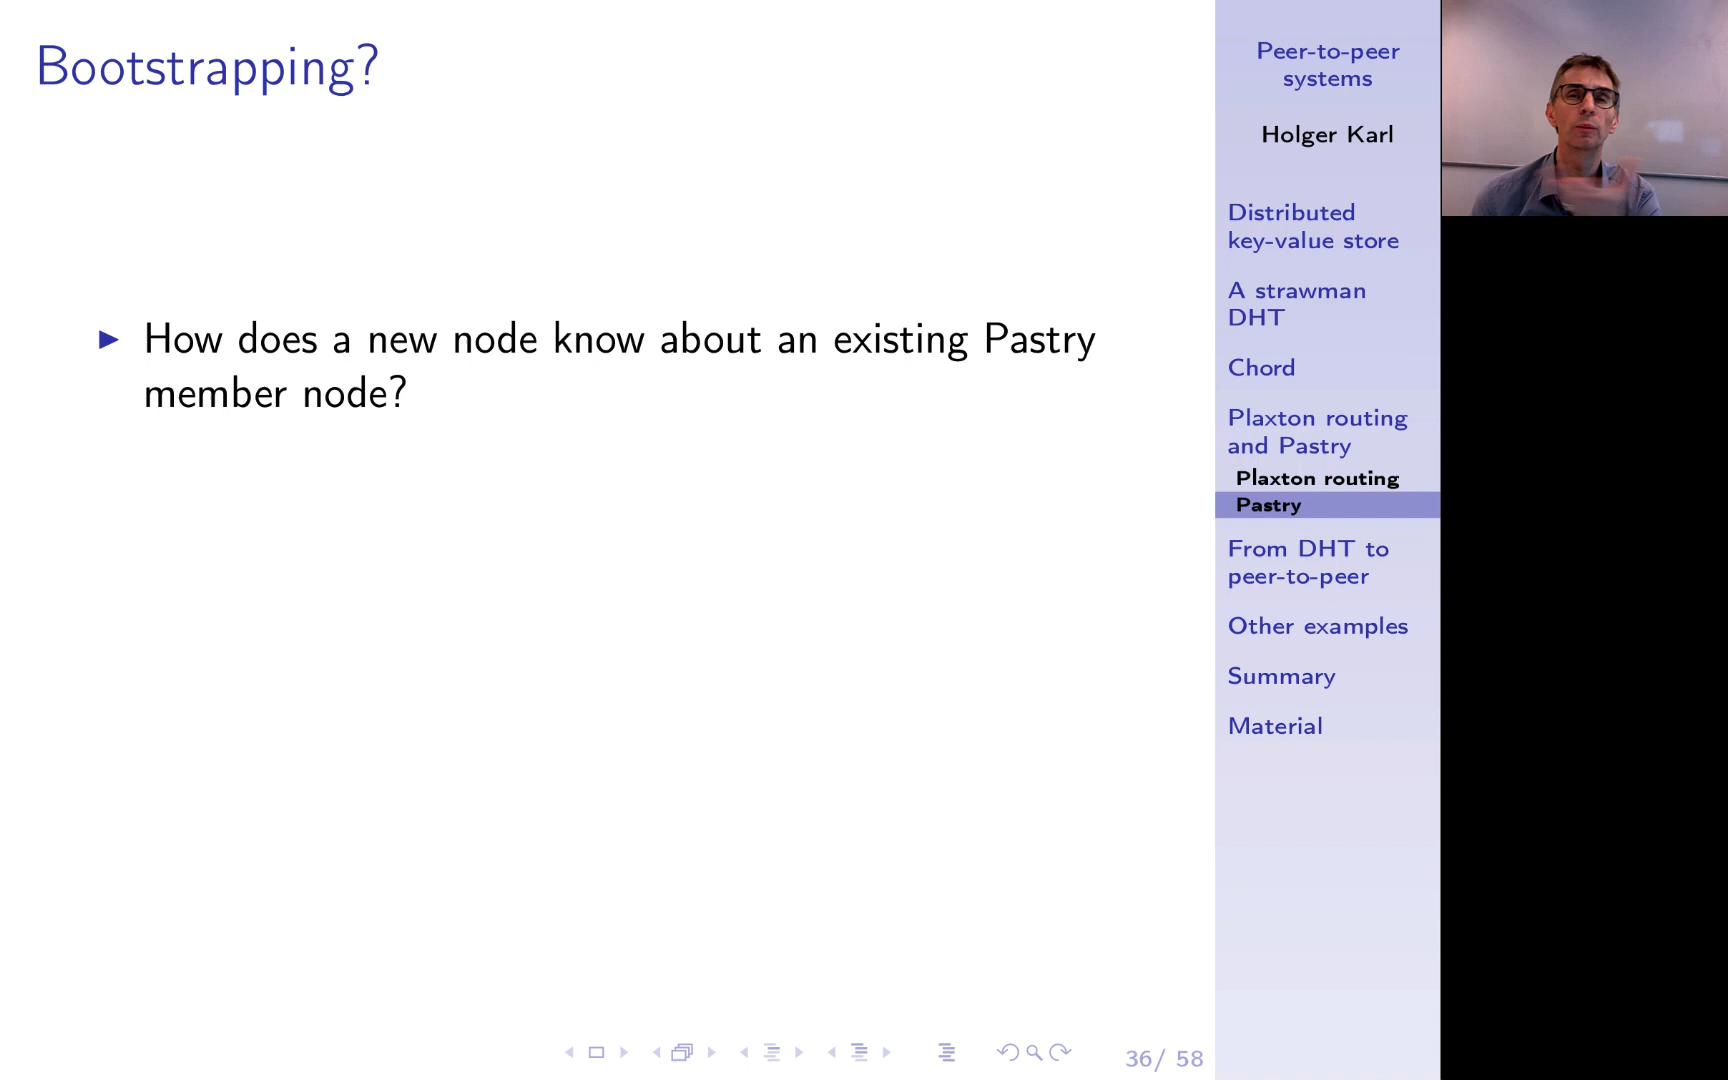 Bootstrapping?
How does a new node know about an existing Pastry
member node?
36/ 58
Peer-to-peer
systems
Holger Karl
Distributed
key-value store
A strawman
DHT
Chord
Plaxton routing
and Pastry
Plaxton routing
Pastry
From DHT to
peer-to-peer
Other examples
Summary
Material